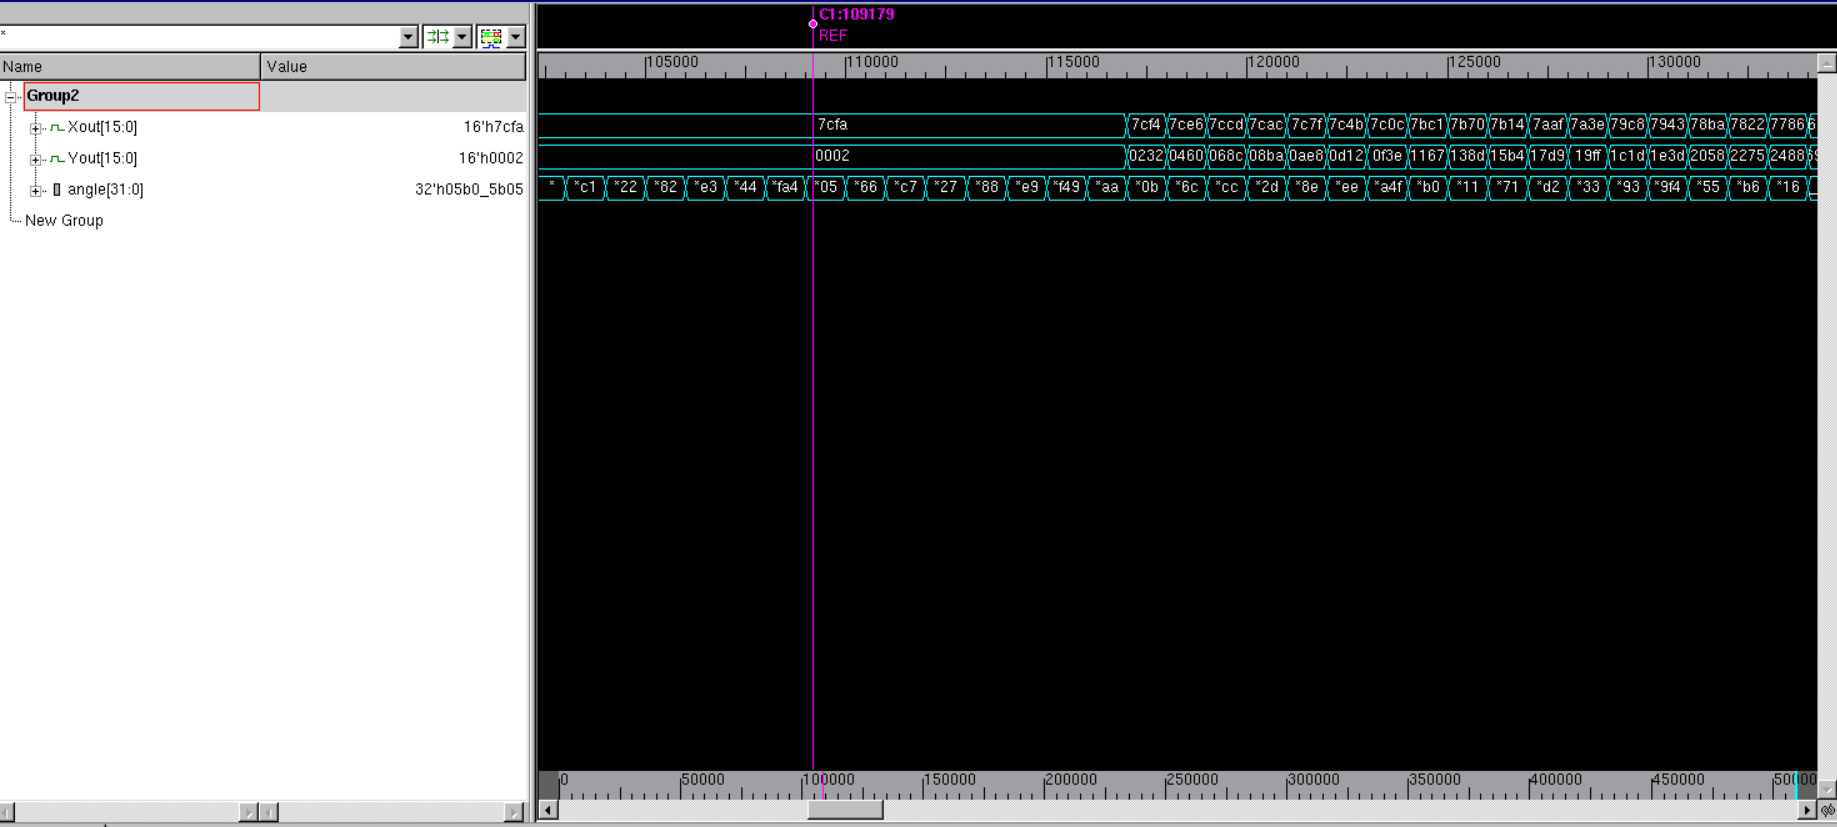 C1:109179
REF
*
Name Value
105000 110000 115000 120000 125000 130000
Group2
Xout[15:0] 16'h7cfa 7cfa 7cf4 7ce6 7ccd 7cac 7c7f 7c4b 7c0c 7bc1 7b70 7b14 7aaf 7a3e 79c8 7943 78ba 7822 7786
Yout[15:0] 16'h0002 0002 0232 0460 068c 08ba 0ae8 0d12 0f3e 1167 138d 15b4 17d9 19ff 1c1d 1e3d 2058 2275 2488
angle[31:0] 32'h05b0_5b05 * *c1 *22 *82 *e3 *44 *fa4 *05 *66 *c7 *27 *88 *e9 *f49 *aa *0b *6c *cc *2d *8e *ee *a4f *b0 *11 *71 *d2 *33 *93 *9f4 *55 *b6 *16
New Group
0 50000 100000 150000 200000 250000 300000 350000 400000 450000